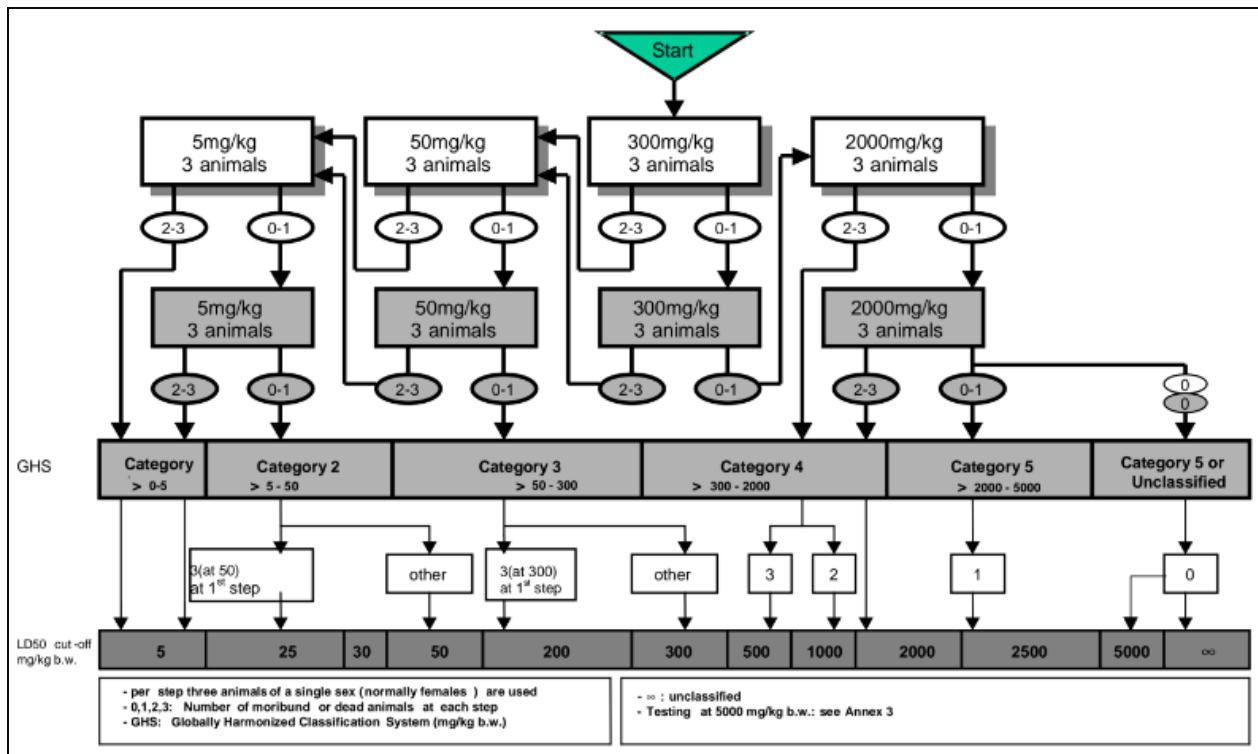 Start
5mg/kg
3 animals
50mg/kg
3 animals
300mg/kg
3 animals
2000mg/kg
3 animals
2-3
0-1
2-3
0-1
2-3
0-1
2-3
0-1
5mg/kg
3 animals
50mg/kg
3 animals
300mg/kg
3 animals
2000mg/kg
3 animals
2-3
0-1
2-3
0-1
2-3
0-1
2-3
0-1
0
0
GHS
Category
> 0-5
Category 2
> 5 - 50
Category 3
> 50 - 300
Category 4
> 300 - 2000
Category 5
> 2000 - 5000
Category 5 or
Unclassified
3(at 50)
at 1st step
other
3(at 300)
at 1st step
other
3
2
1
0
LD50 cut-off
mg/kg b.w.
5
25
30
50
200
300
500
1000
2000
2500
5000
∞
- per step three animals of a single sex (normally females ) are used
- 0,1,2,3: Number of moribund or dead animals at each step
- GHS: Globally Harmonized Classification System (mg/kg b.w.)
- ∞ : unclassified
- Testing at 5000 mg/kg b.w.: see Annex 3